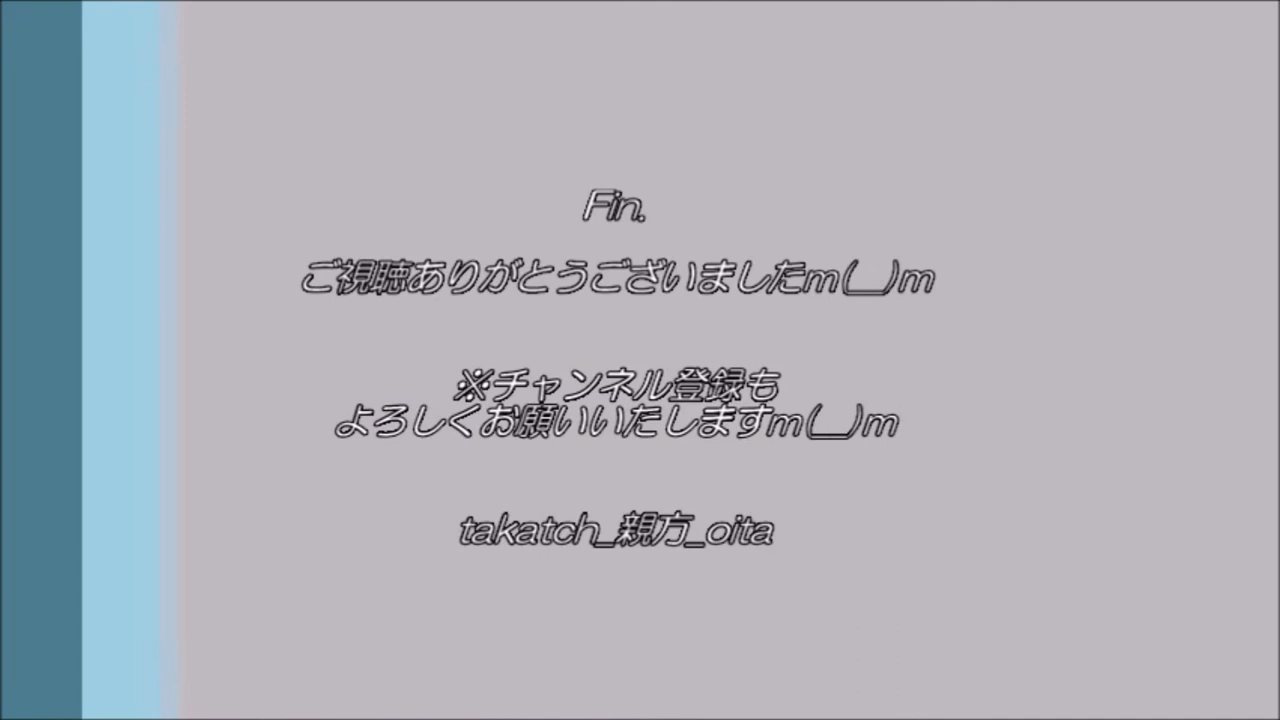 Fin.
ご視聴ありがとうございましたm(__)m
※チャンネル登録も
よろしくお願いいたしますm(__)m
takatch_親方_oita